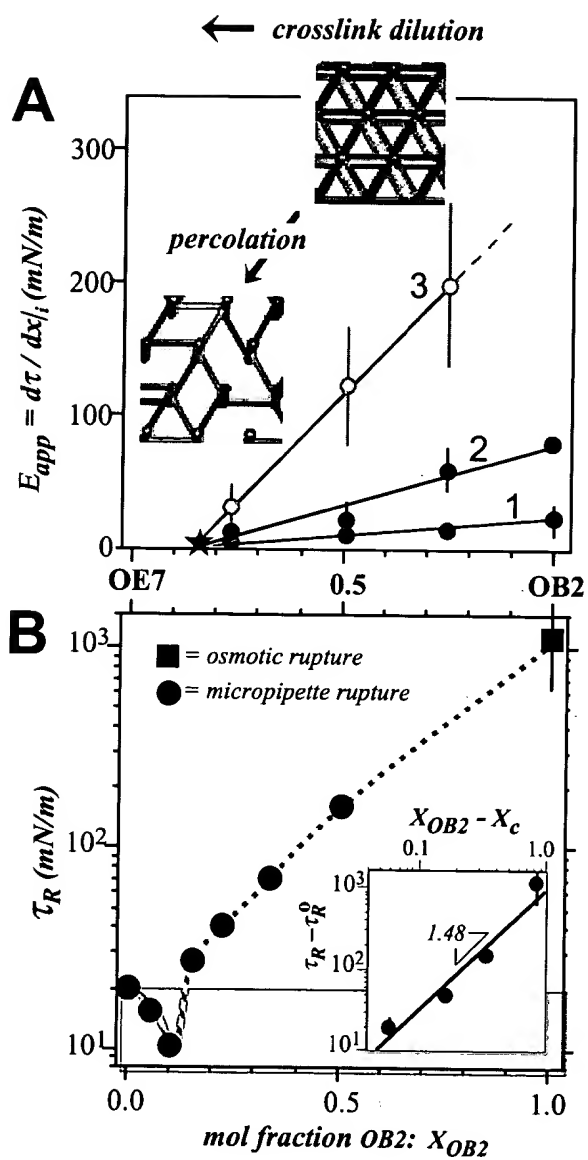 ← crosslink dilution
A
E_app = dτ / dx|_i (mN/m)
300
200
100
0
percolation
3
2
1
OE7
0.5
OB2
B
τ_R (mN/m)
10³
10²
10¹
■ = osmotic rupture
● = micropipette rupture
X_OB2 - X_c
0.1
1.0
τ_R – τ_R^o
10³
10²
10¹
1.48
0.0
0.5
1.0
mol fraction OB2: X_OB2